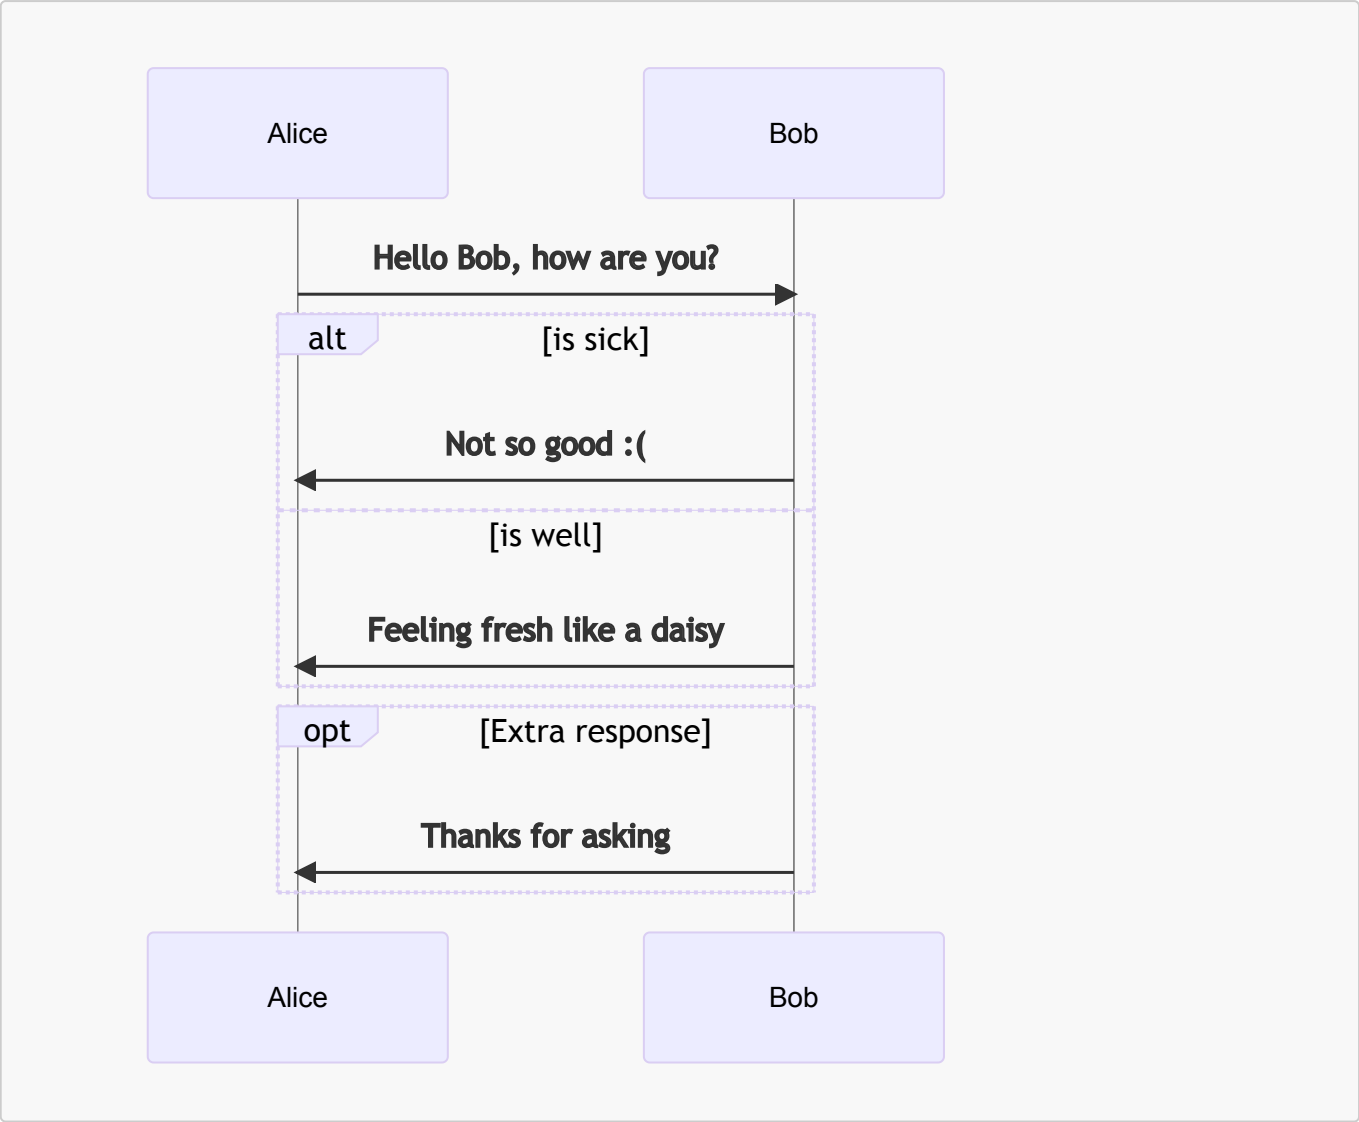 Alice
Bob
Hello Bob, how are you?
alt
[is sick]
Not so good :(
[is well]
Feeling fresh like a daisy
opt
[Extra response]
Thanks for asking
Alice
Bob